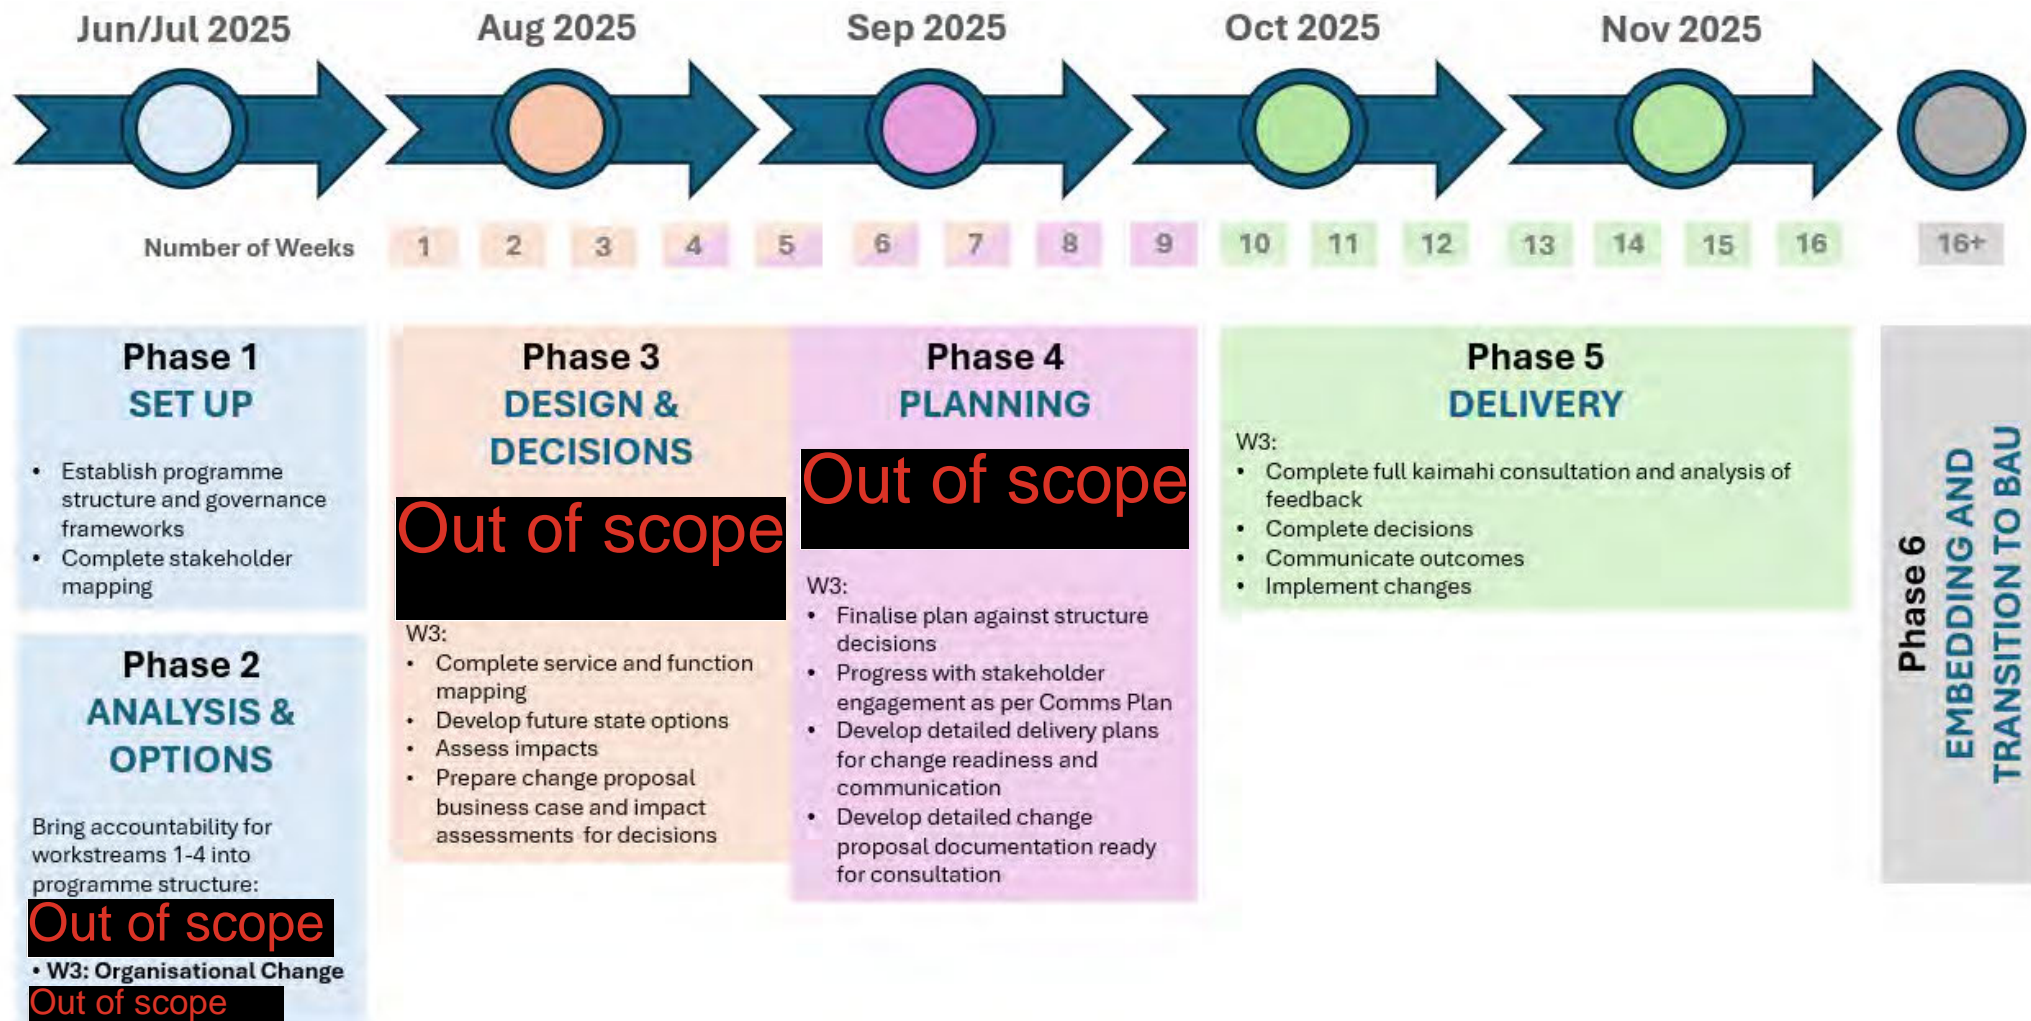 Jun/Jul 2025
Aug 2025
Sep 2025
Oct 2025
Nov 2025
Number of Weeks
1
2
3
4
5
6
7
8
9
10
11
12
13
14
15
16
16+
Phase 1
SET UP
• Establish programme
structure and governance
frameworks
• Complete stakeholder
mapping
Phase 2
ANALYSIS &
OPTIONS
Bring accountability for
workstreams 1-4 into
programme structure:
Out of scope
• W3: Organisational Change
Out of scope
Phase 3
DESIGN &
DECISIONS
Out of scope
W3:
• Complete service and function
mapping
• Develop future state options
• Assess impacts
• Prepare change proposal
business case and impact
assessments for decisions
Phase 4
PLANNING
Out of scope
W3:
• Finalise plan against structure
decisions
• Progress with stakeholder
engagement as per Comms Plan
• Develop detailed delivery plans
for change readiness and
communication
• Develop detailed change
proposal documentation ready
for consultation
Phase 5
DELIVERY
W3:
• Complete full kaimahi consultation and analysis of
feedback
• Complete decisions
• Communicate outcomes
• Implement changes
Phase 6
EMBEDDING AND
TRANSITION TO BAU